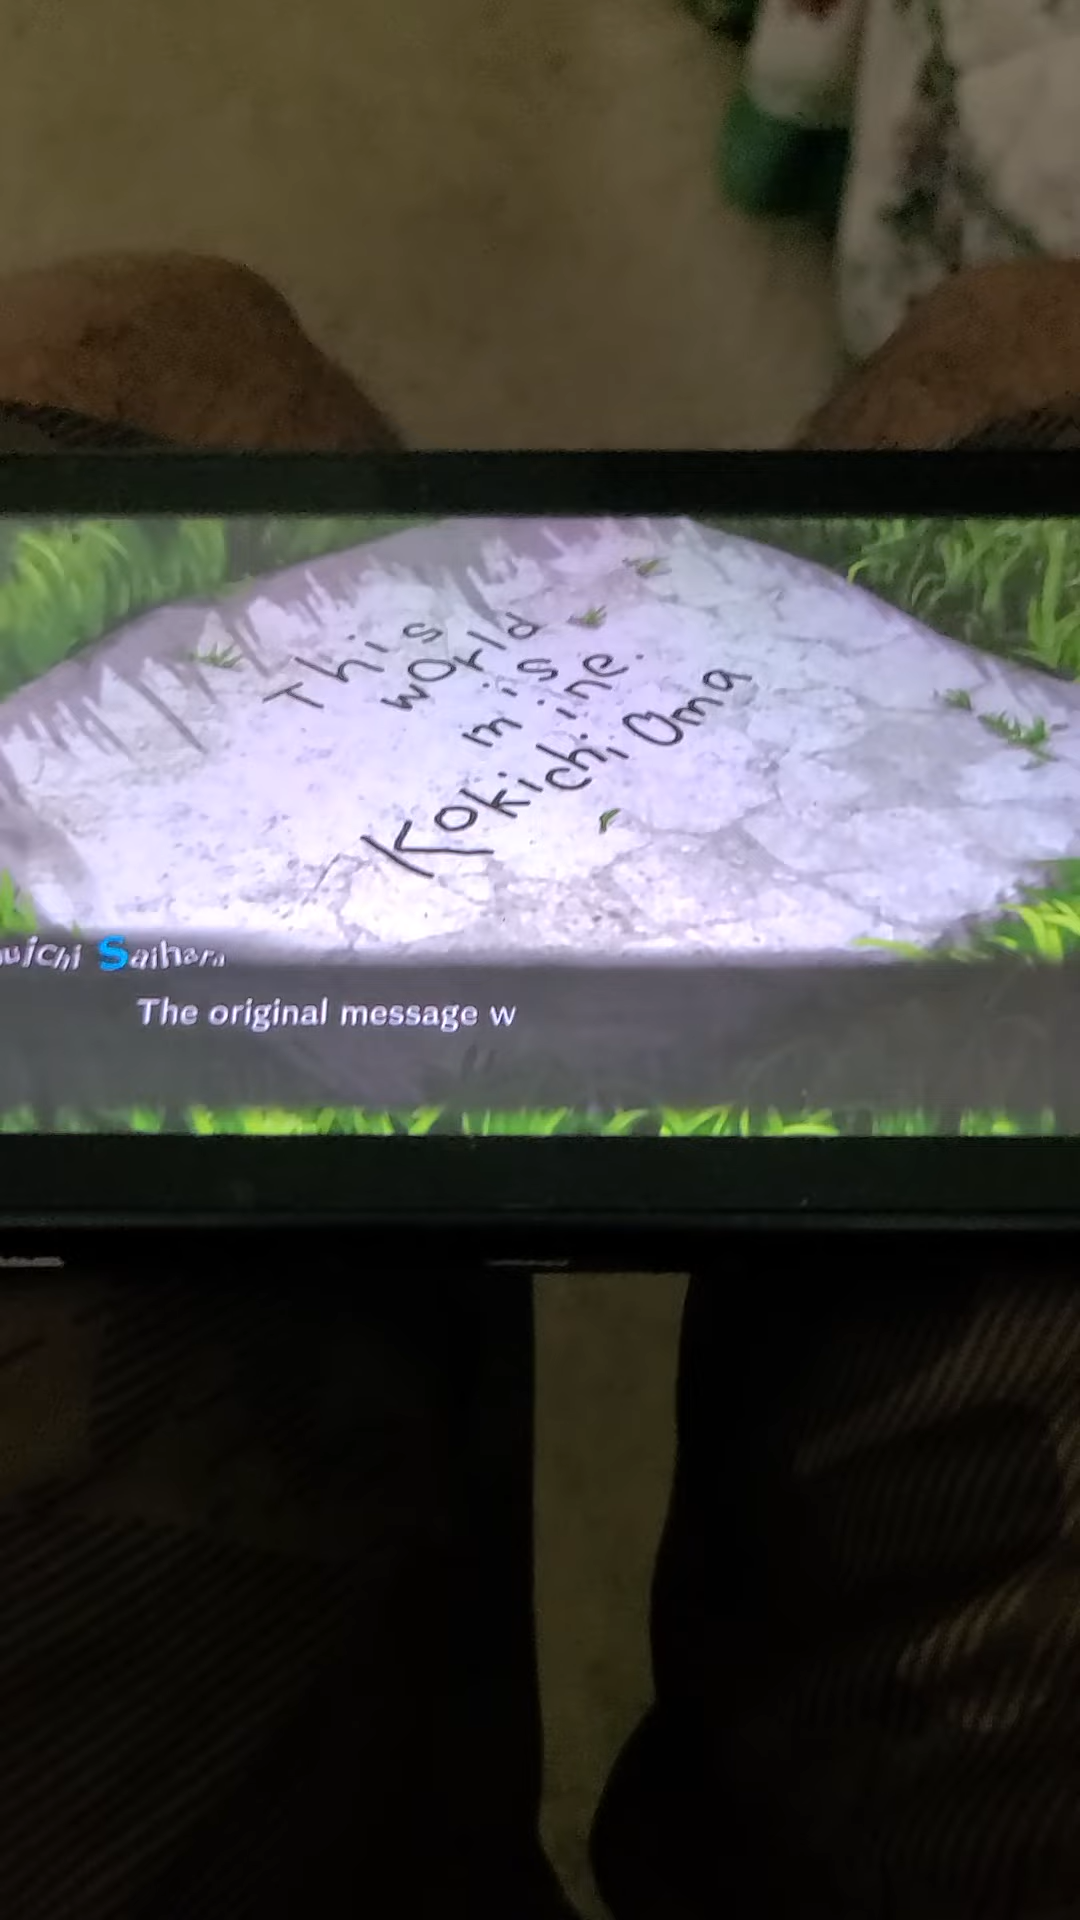 This
world
is
mine.
Kokichi Oma
Saihara
The original message w